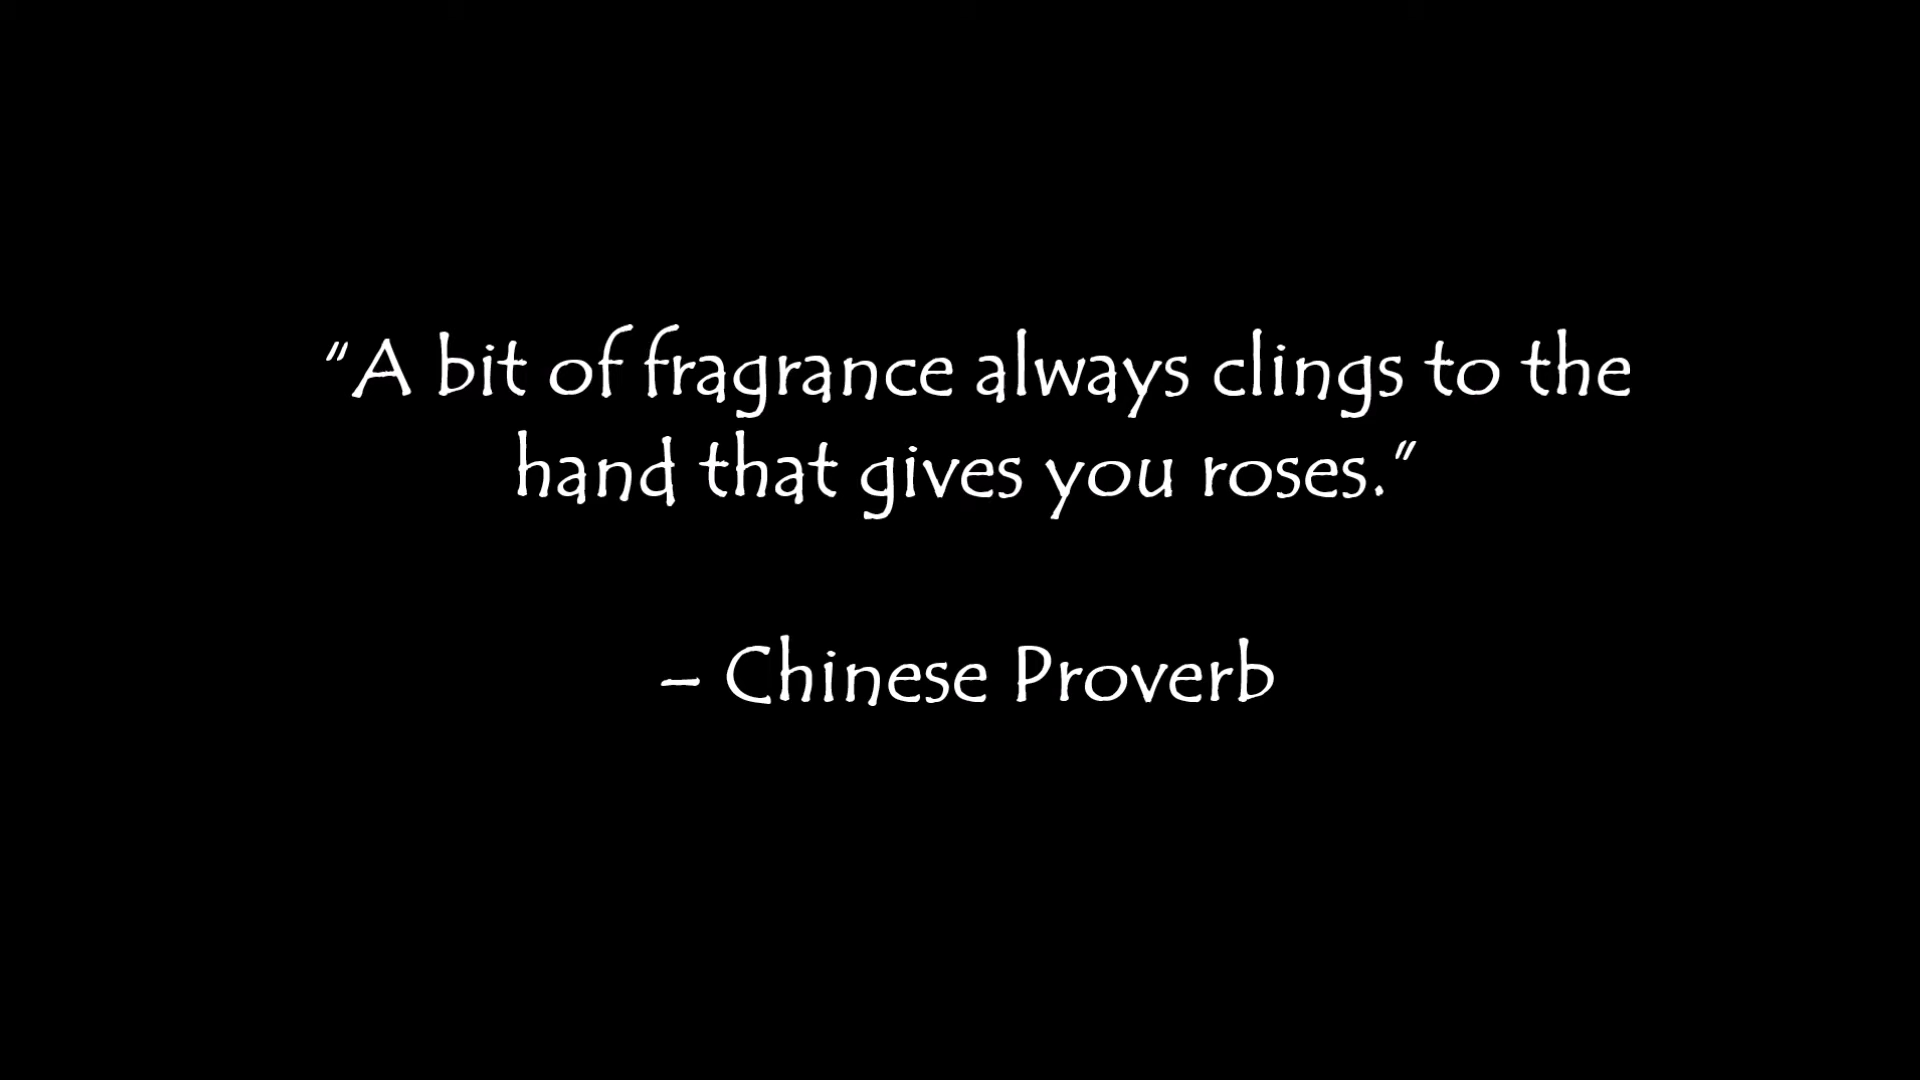 “A bit of fragrance always clings to the
hand that gives you roses.”
– Chinese Proverb